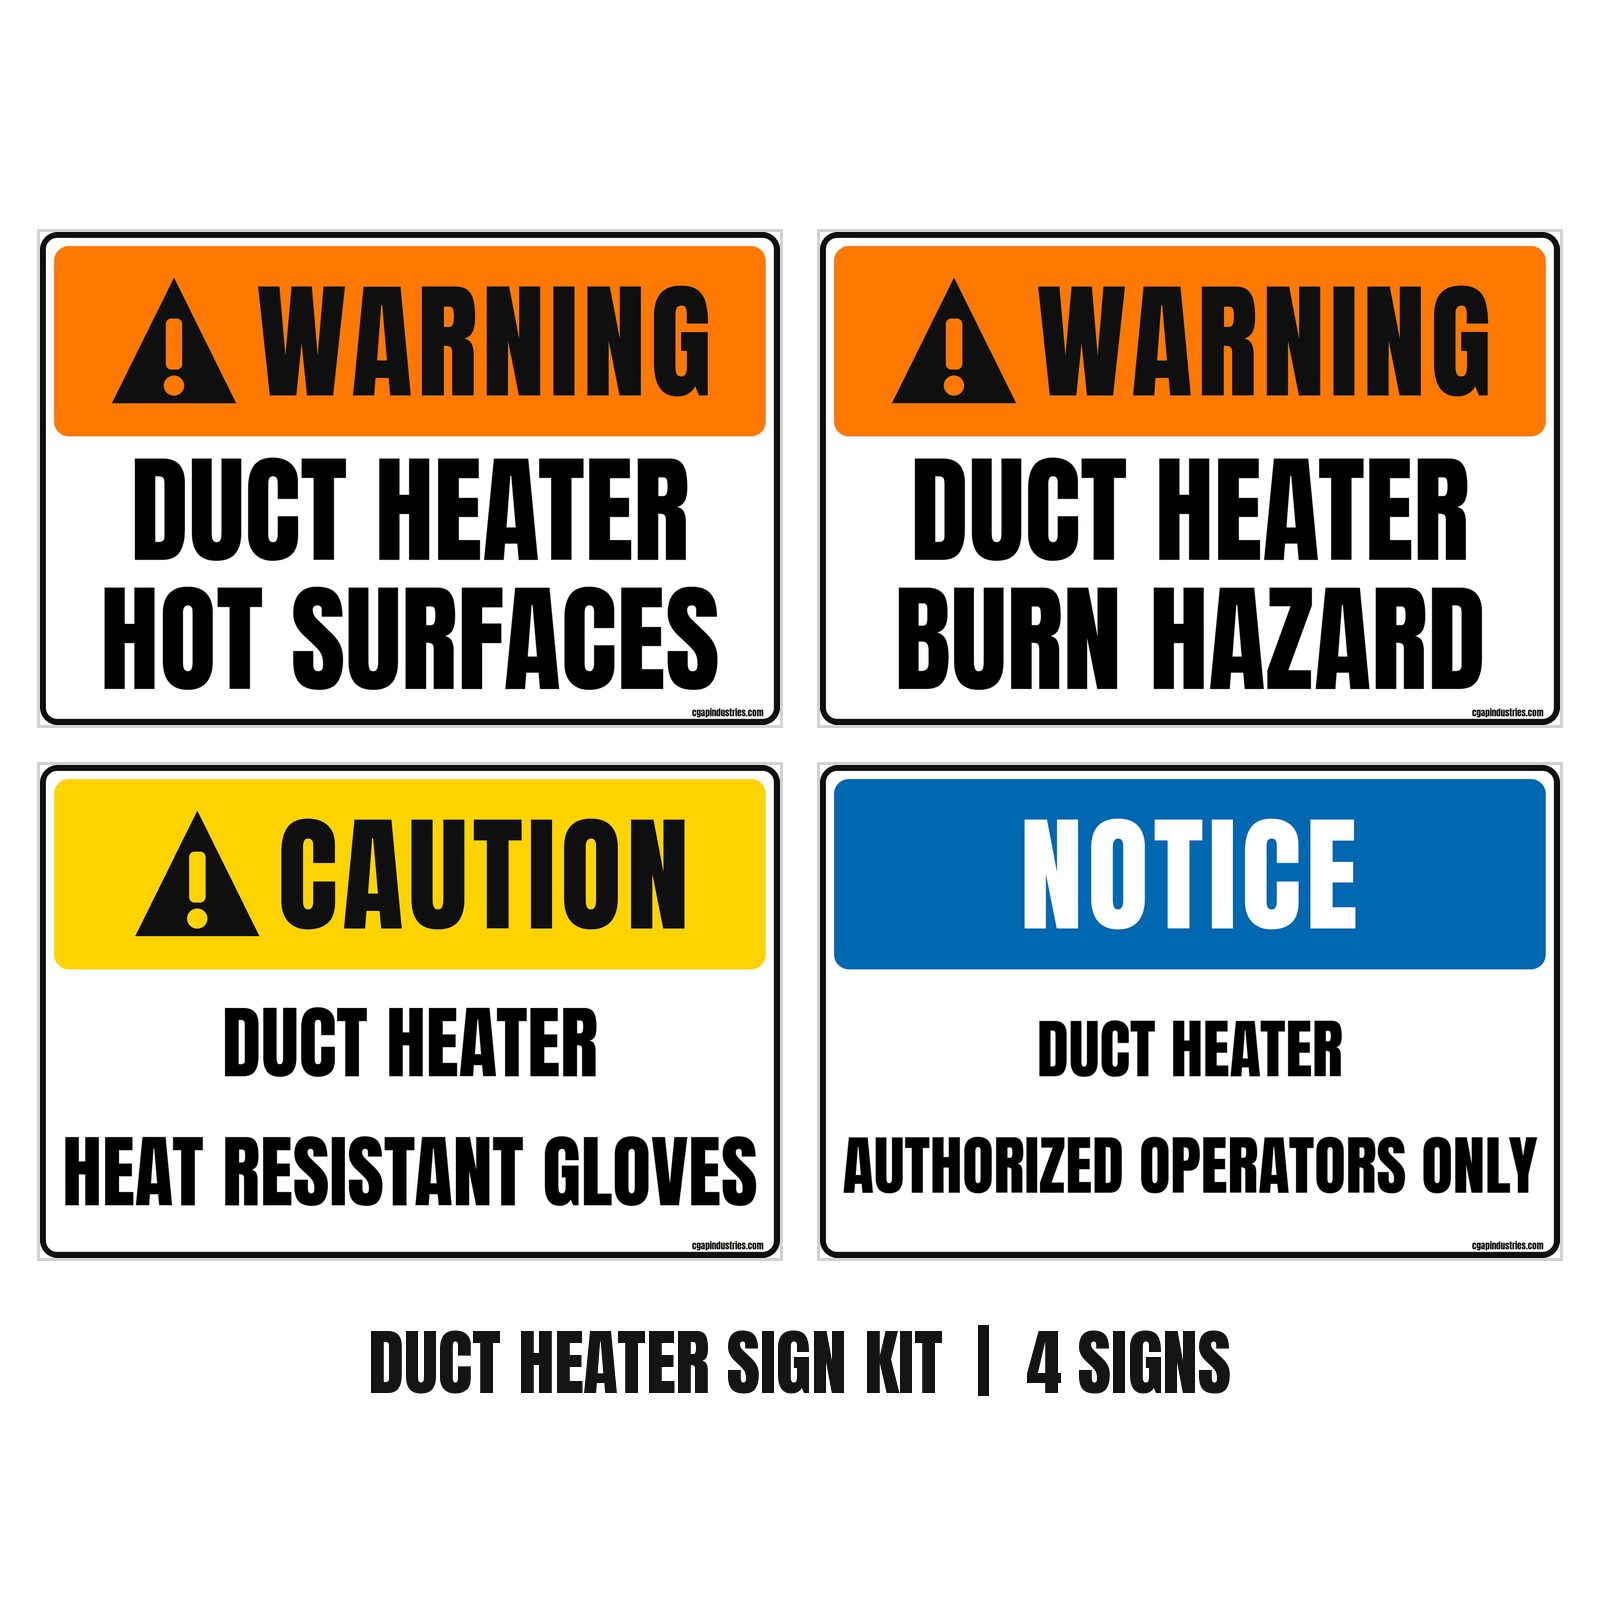 WARNING
DUCT HEATER
HOT SURFACES
cgapindustries.com
WARNING
DUCT HEATER
BURN HAZARD
cgapindustries.com
CAUTION
DUCT HEATER
HEAT RESISTANT GLOVES
cgapindustries.com
NOTICE
DUCT HEATER
AUTHORIZED OPERATORS ONLY
cgapindustries.com
DUCT HEATER SIGN KIT | 4 SIGNS